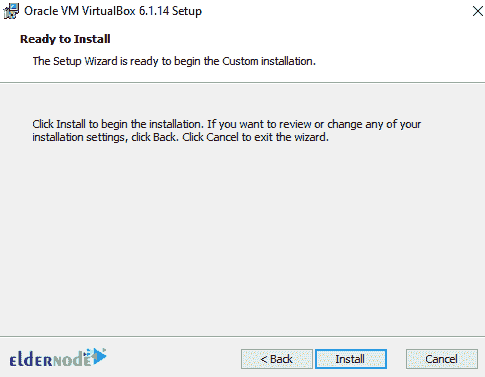 Oracle VM VirtualBox 6.1.14 Setup
Ready to Install
The Setup Wizard is ready to begin the Custom installation.
Click Install to begin the installation. If you want to review or change any of your
installation settings, click Back. Click Cancel to exit the wizard.
eldernode
< Back
Install
Cancel